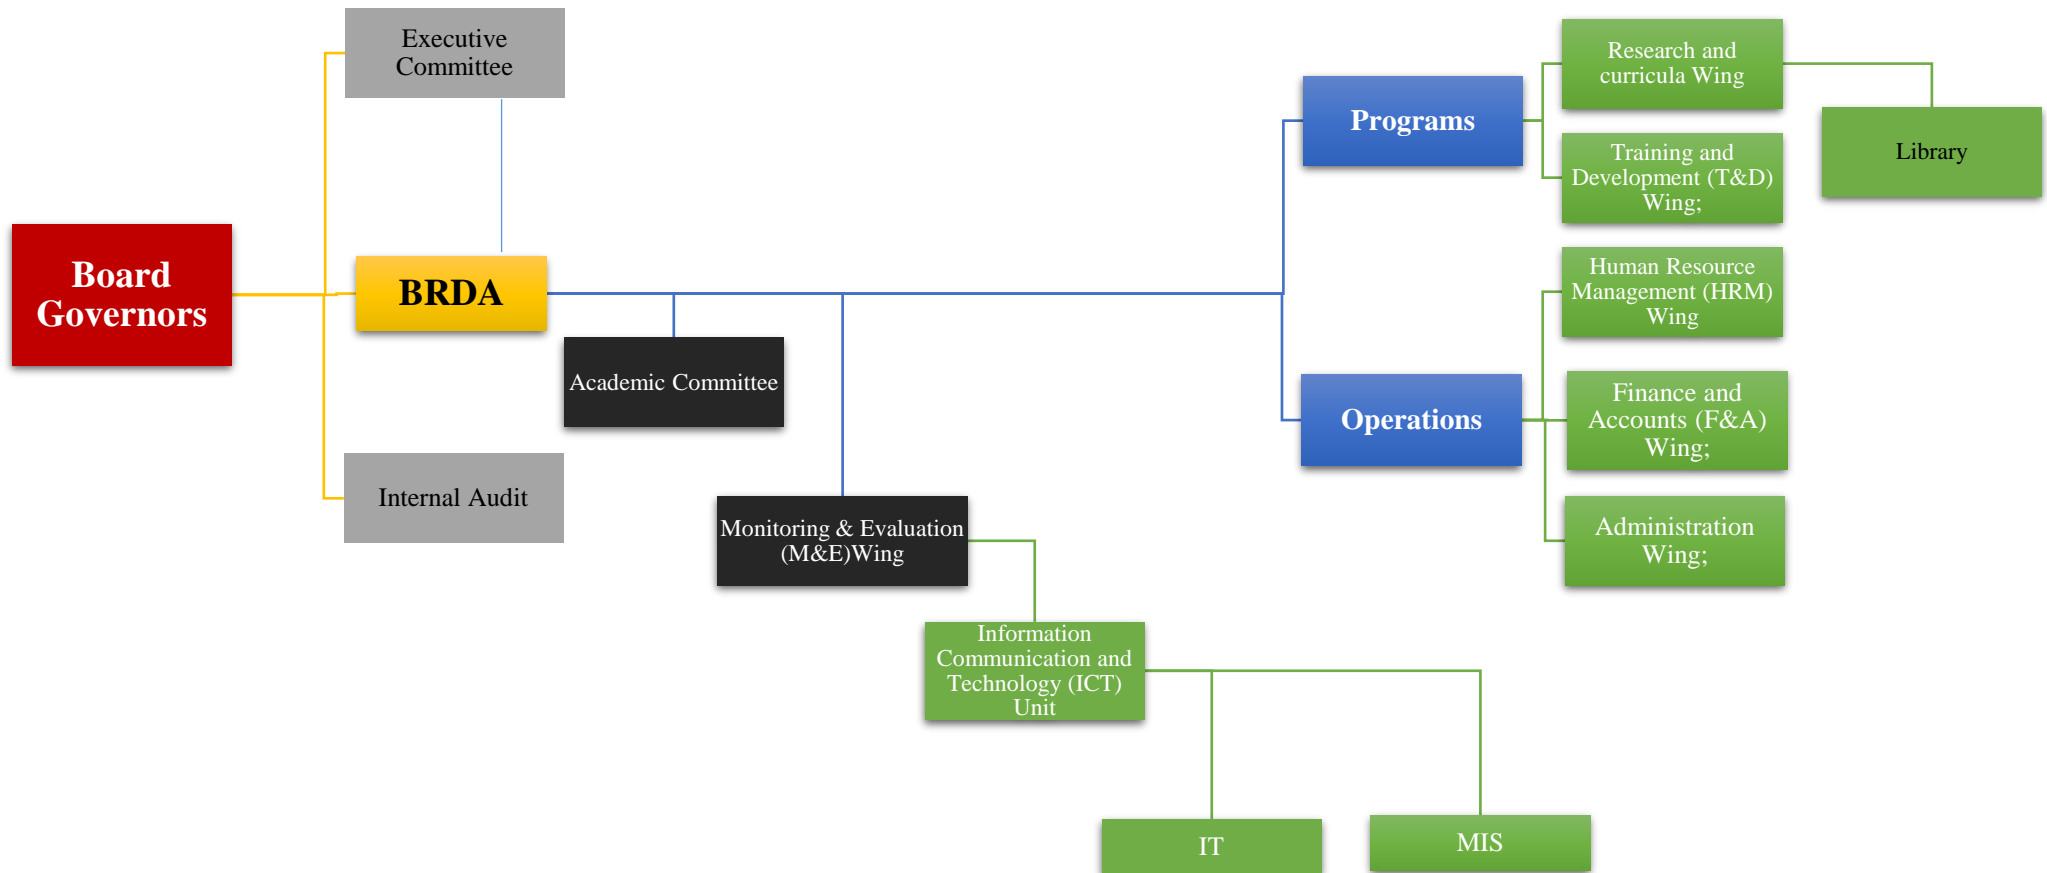 Executive
Committee
Board
Governors
BRDA
Academic Committee
Internal Audit
Monitoring & Evaluation
(M&E)Wing
Information
Communication and
Technology (ICT)
Unit
IT
MIS
Programs
Research and
curricula Wing
Library
Training and
Development (T&D)
Wing;
Operations
Human Resource
Management (HRM)
Wing
Finance and
Accounts (F&A)
Wing;
Administration
Wing;